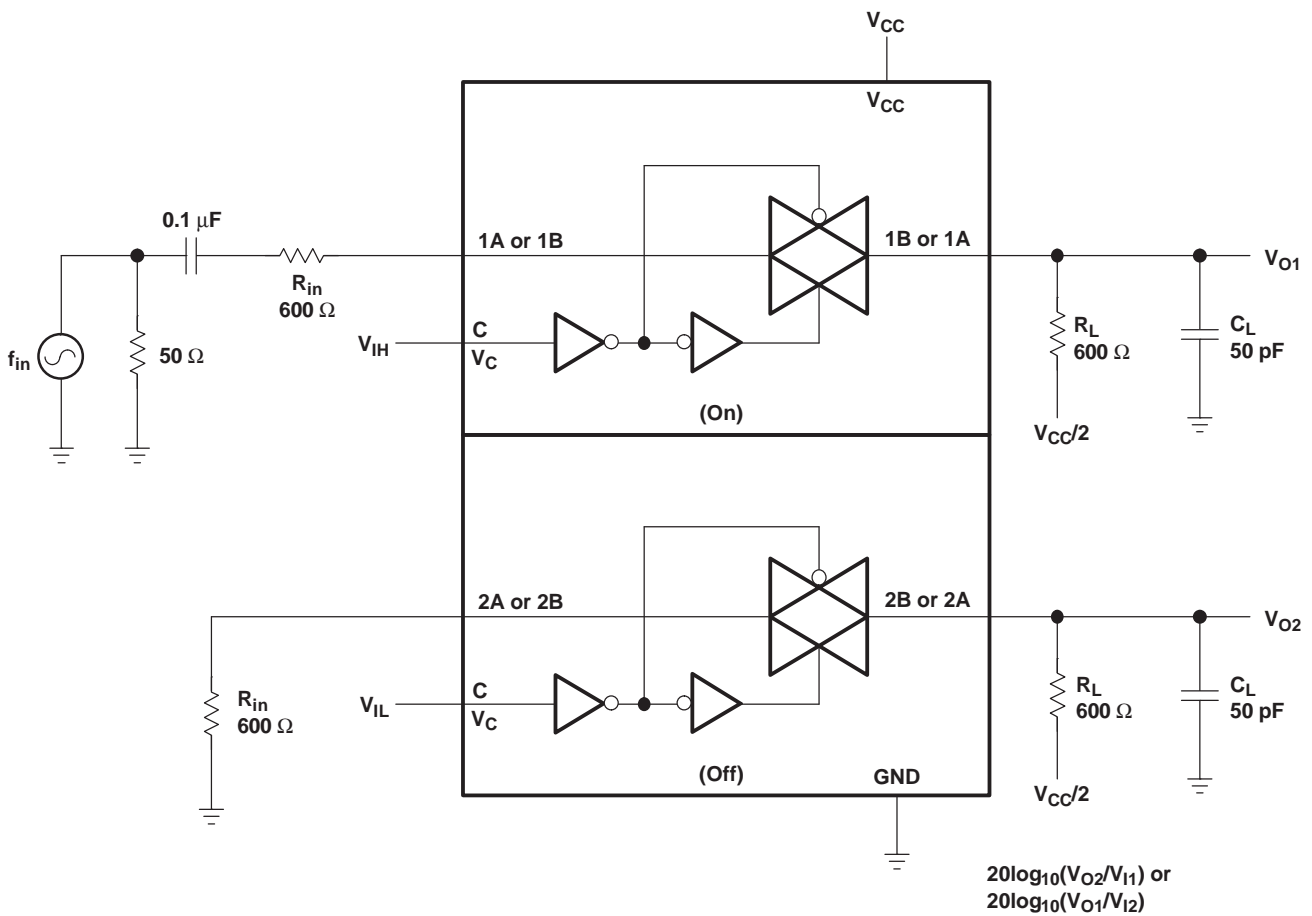 VCC
VCC
0.1 μF
1A or 1B
1B or 1A
VO1
Rin
600 Ω
fin
50 Ω
VIH
C
VC
RL
600 Ω
CL
50 pF
(On)
VCC/2
2A or 2B
2B or 2A
VO2
Rin
600 Ω
VIL
C
VC
RL
600 Ω
CL
50 pF
(Off)
GND
VCC/2
20log10(VO2/VI1) or
20log10(VO1/VI2)